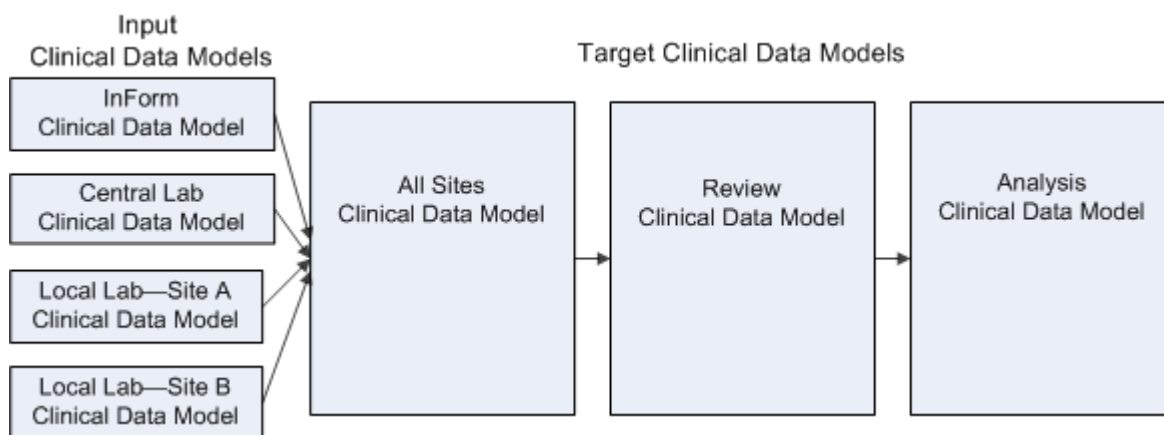 Input
Clinical Data Models
Target Clinical Data Models
InForm
Clinical Data Model
Central Lab
Clinical Data Model
Local Lab—Site A
Clinical Data Model
Local Lab—Site B
Clinical Data Model
All Sites
Clinical Data Model
Review
Clinical Data Model
Analysis
Clinical Data Model